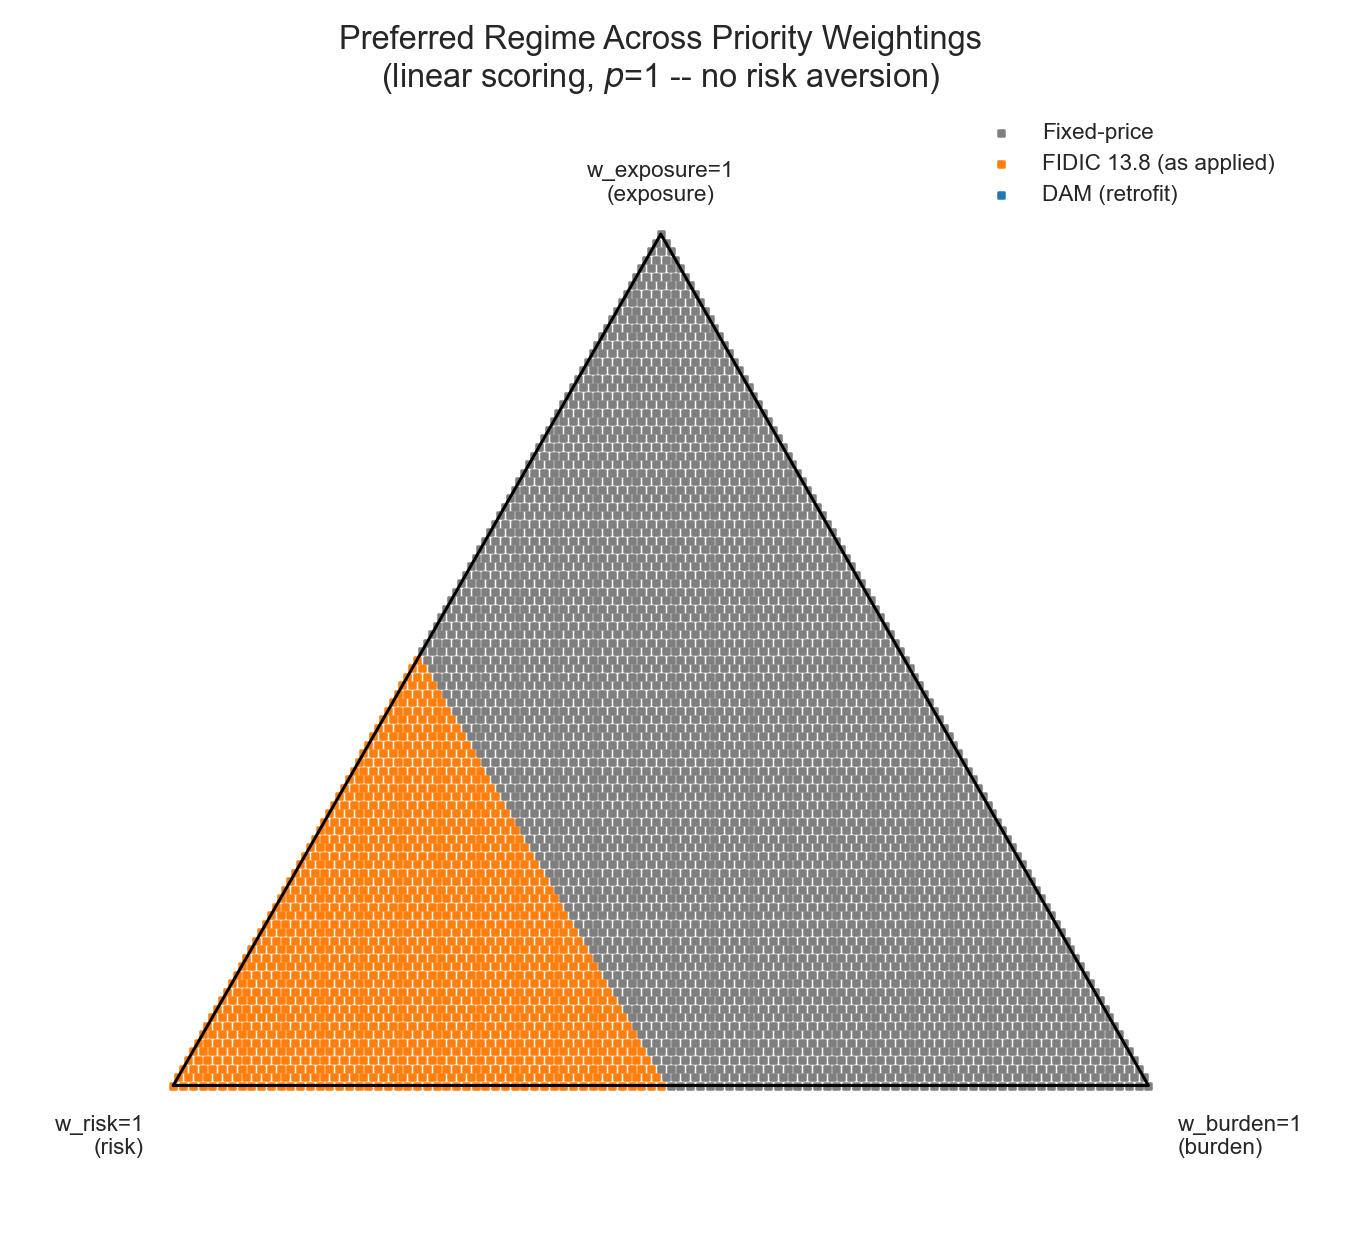 Preferred Regime Across Priority Weightings
(linear scoring, p=1 -- no risk aversion)
Fixed-price
FIDIC 13.8 (as applied)
DAM (retrofit)
w_exposure=1
(exposure)
w_risk=1
(risk)
w_burden=1
(burden)